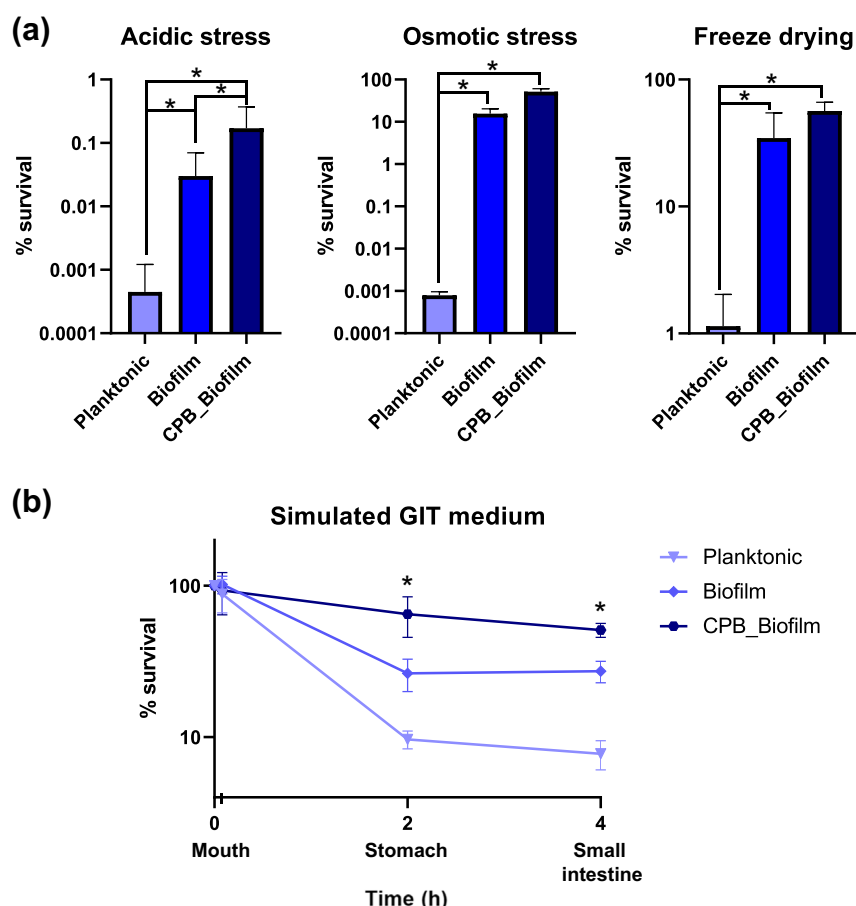 (a)
Acidic stress
Osmotic stress
Freeze drying
% survival
1
0.1
0.01
0.001
0.0001
Planktonic
Biofilm
CPB_Biofilm
*
*
*
% survival
100
10
1
0.1
0.01
0.001
0.0001
Planktonic
Biofilm
CPB_Biofilm
*
*
% survival
100
10
1
Planktonic
Biofilm
CPB_Biofilm
*
*
(b)
Simulated GIT medium
% survival
100
10
*
*
0
2
4
Mouth
Stomach
Small
intestine
Time (h)
Planktonic
Biofilm
CPB_Biofilm